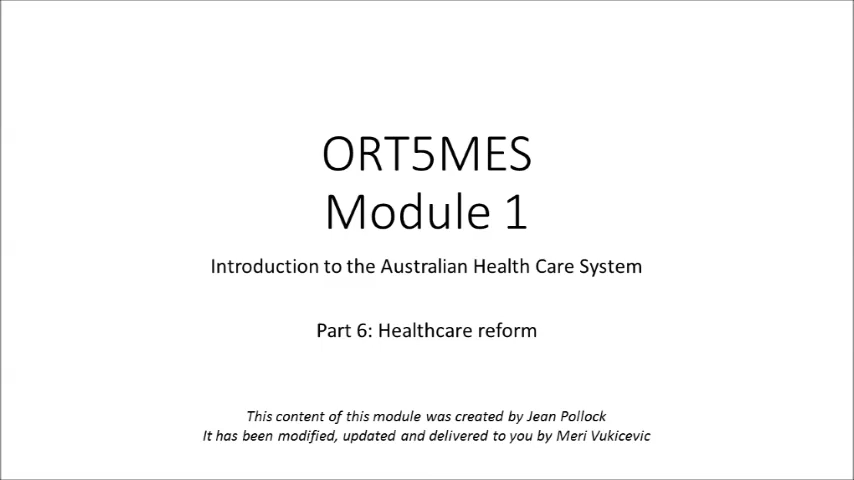 ORT5MES
Module 1
Introduction to the Australian Health Care System
Part 6: Healthcare reform
This content of this module was created by Jean Pollock
It has been modified, updated and delivered to you by Meri Vukicevic